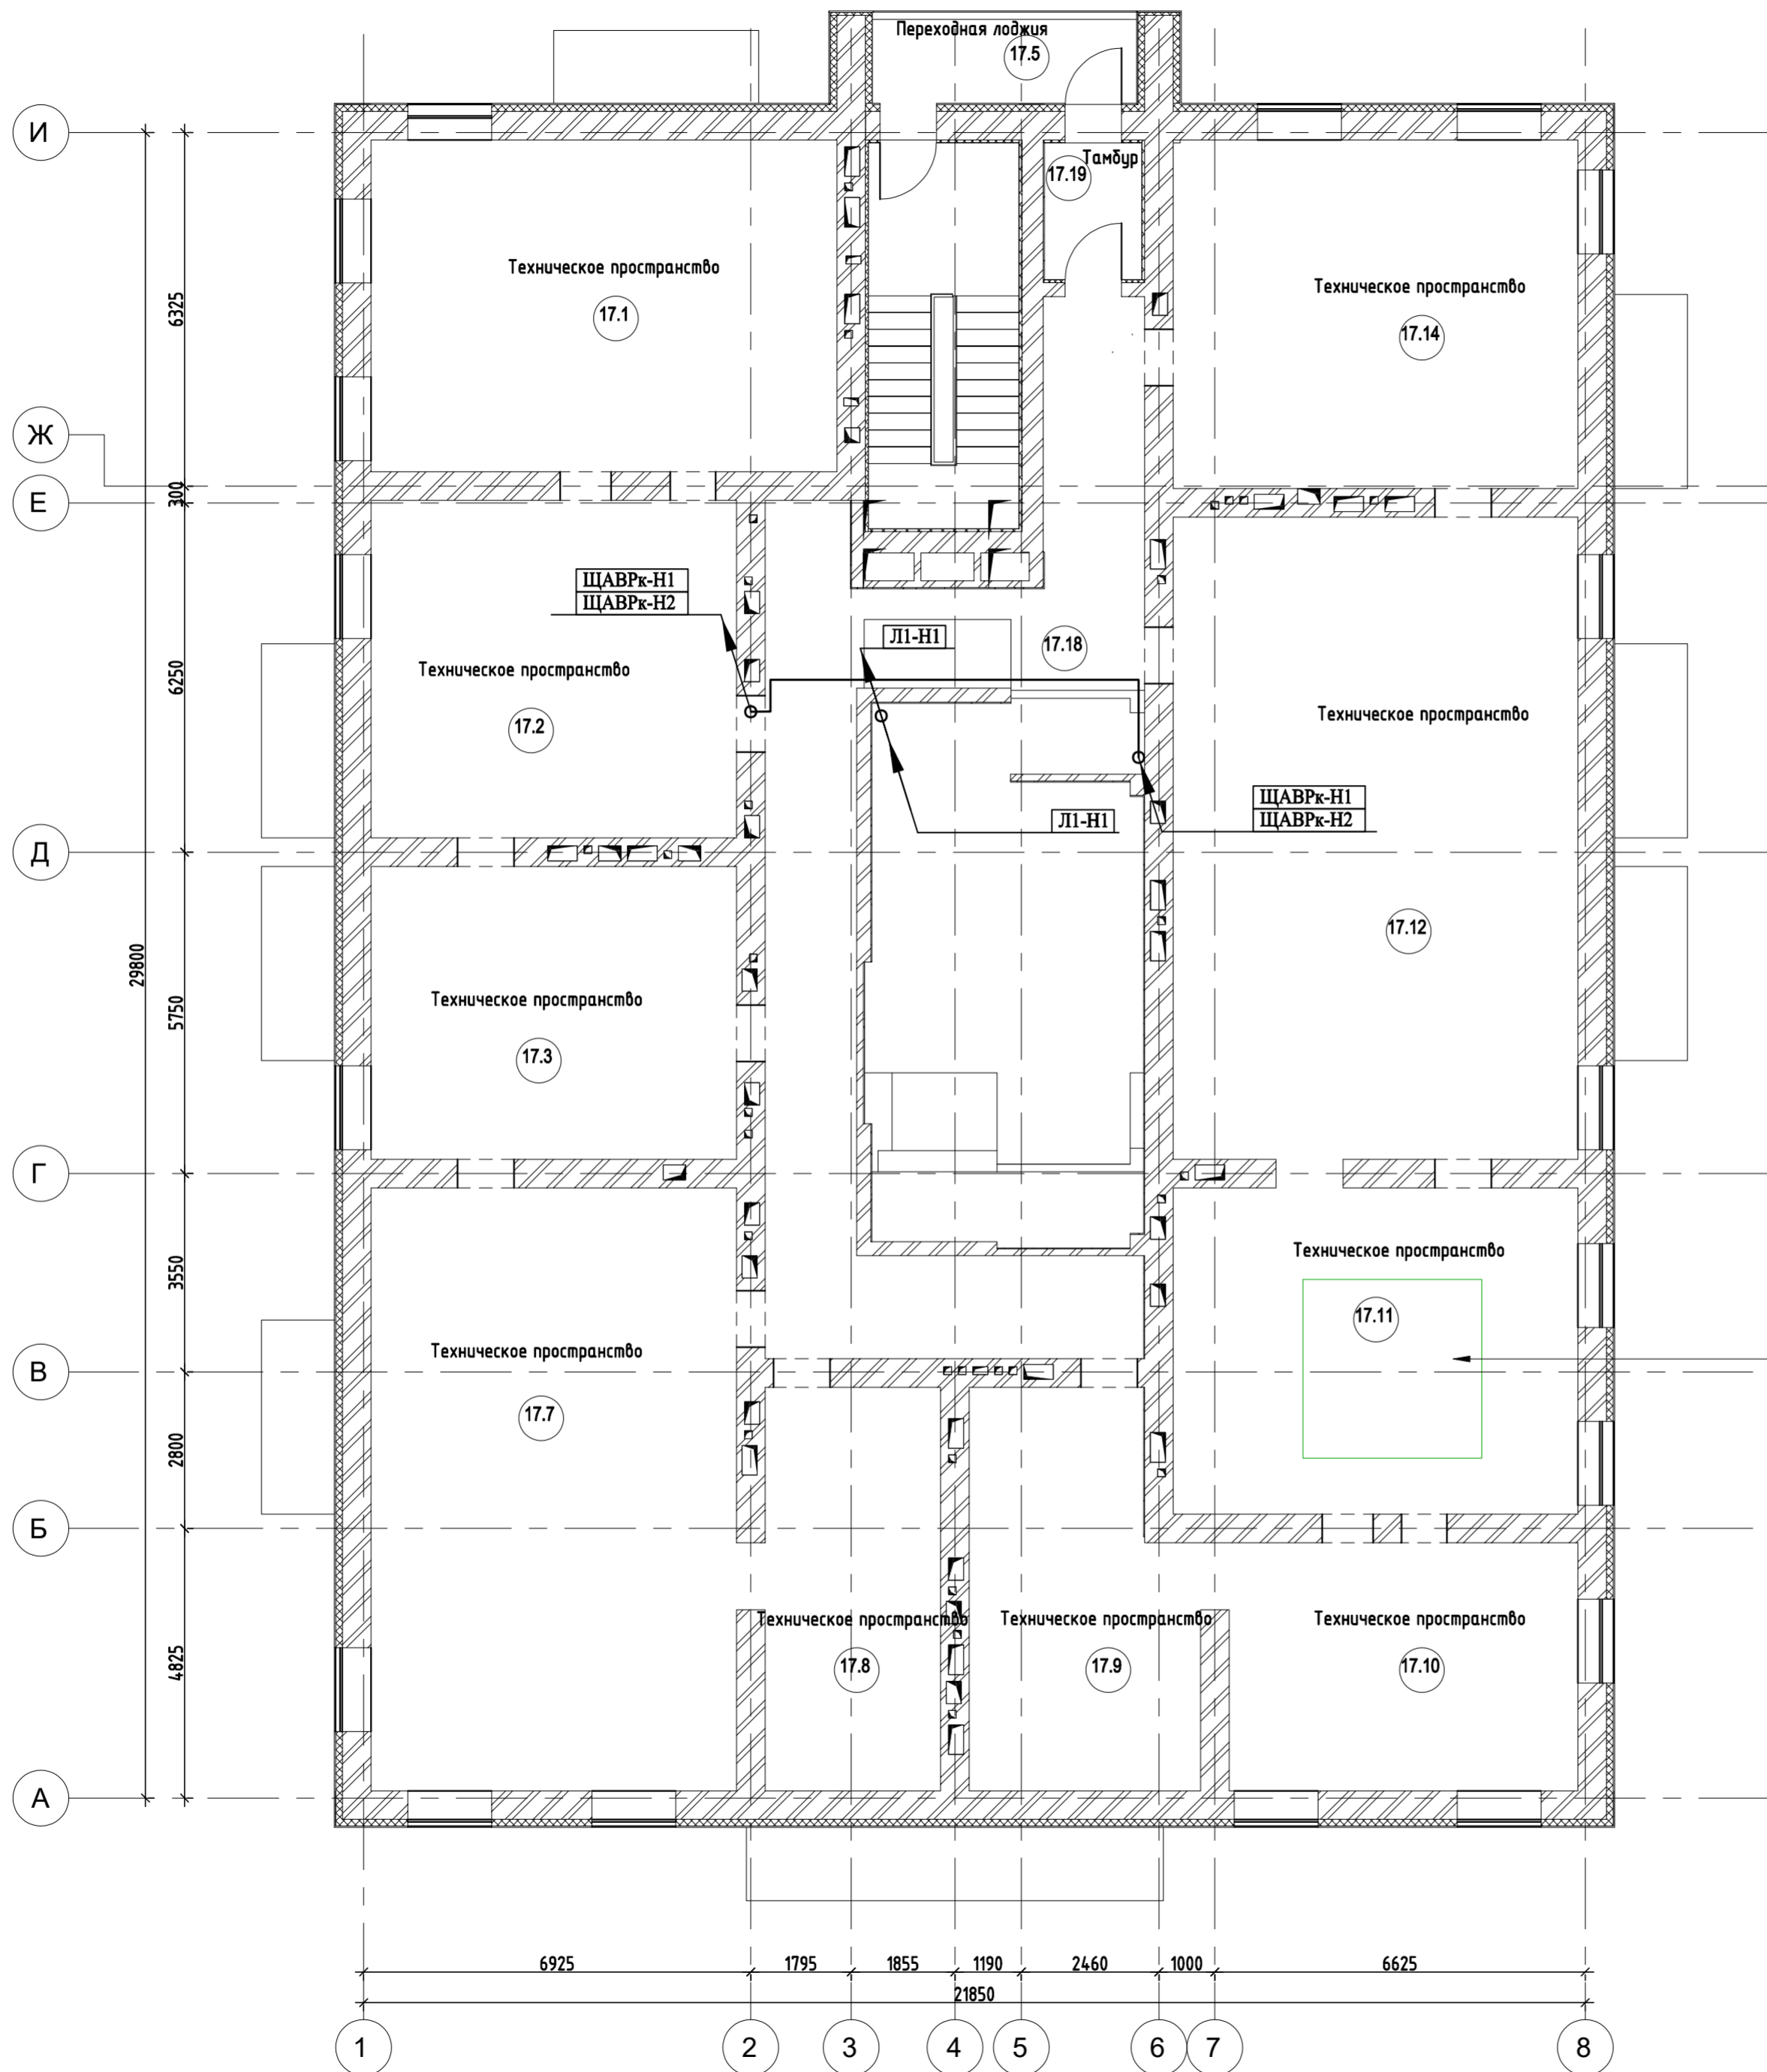 Переходная лоджия
17.5
И
Тамбур
17.19
Техническое пространство
17.1
Техническое пространство
17.14
6325
Ж
300
Е
ЩАВРк-Н1
ЩАВРк-Н2
Л1-Н1
17.18
6250
Техническое пространство
17.2
Техническое пространство
ЩАВРк-Н1
ЩАВРк-Н2
Л1-Н1
Д
17.12
29800
5750
Техническое пространство
17.3
Г
3550
Техническое пространство
17.11
Техническое пространство
17.7
В
2800
Б
4825
Техническое пространство
17.8
Техническое пространство
17.9
Техническое пространство
17.10
А
6925
1795
1855
1190
2460
1000
6625
21850
1
2
3
4
5
6
7
8